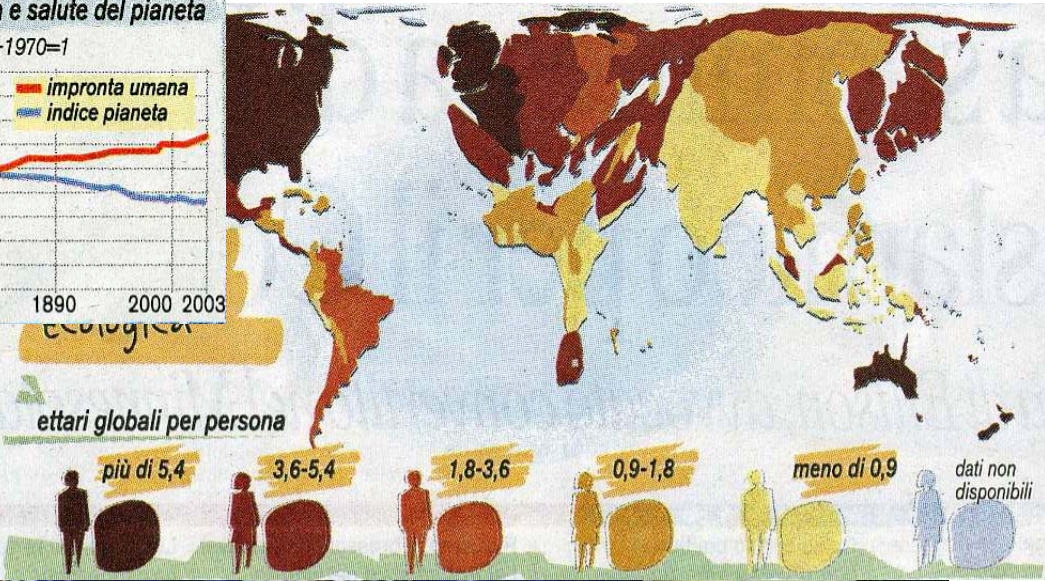 e salute del pianeta
-1970=1
impronta umana
indice pianeta
1890 2000 2003
ecologica
ettari globali per persona
più di 5,4
3,6-5,4
1,8-3,6
0,9-1,8
meno di 0,9
dati non
disponibili